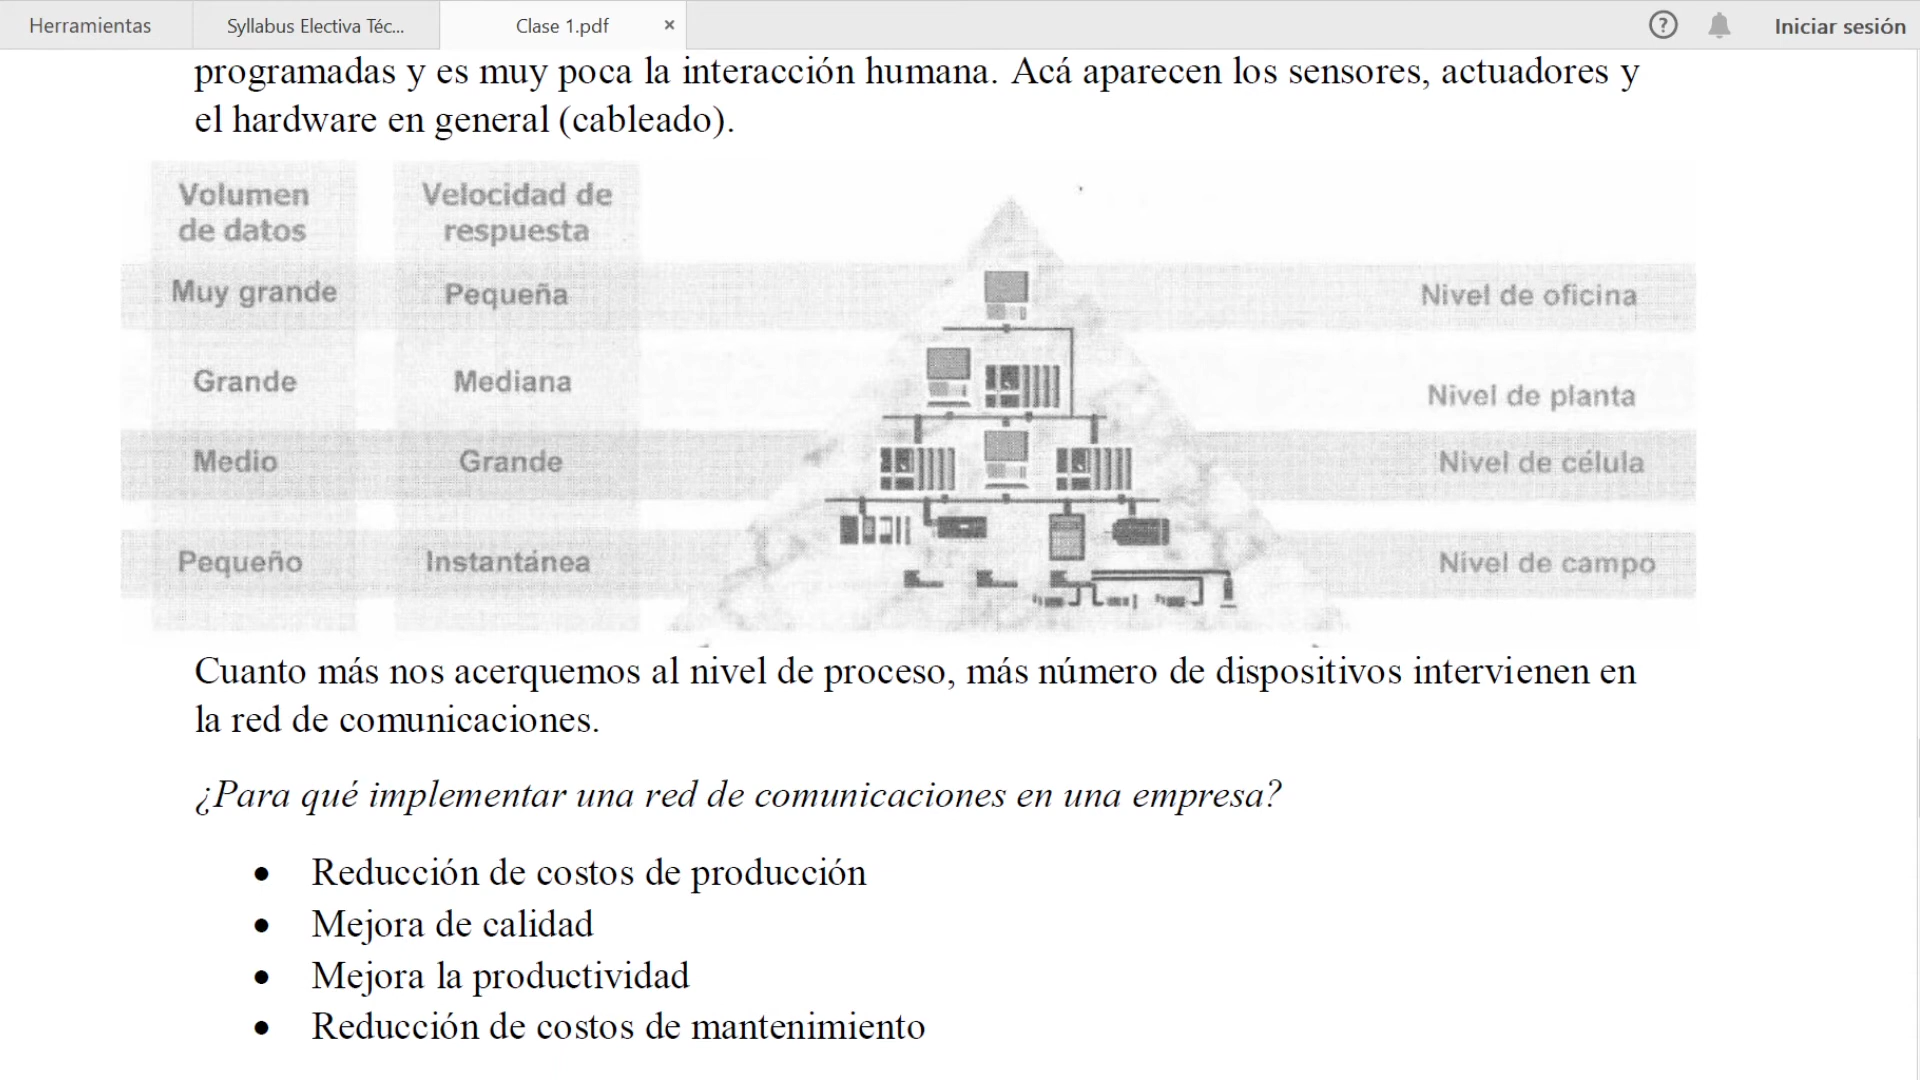 Herramientas
Syllabus Electiva Téc...
Clase 1.pdf
×
?
Iniciar sesión
programadas y es muy poca la interacción humana. Acá aparecen los sensores, actuadores y
el hardware en general (cableado).
Volumen
de datos
Velocidad de
respuesta
Muy grande
Pequeña
Nivel de oficina
Grande
Mediana
Nivel de planta
Medio
Grande
Nivel de célula
Pequeño
Instantánea
Nivel de campo
Cuanto más nos acerquemos al nivel de proceso, más número de dispositivos intervienen en
la red de comunicaciones.
¿Para qué implementar una red de comunicaciones en una empresa?
• Reducción de costos de producción
• Mejora de calidad
• Mejora la productividad
• Reducción de costos de mantenimiento